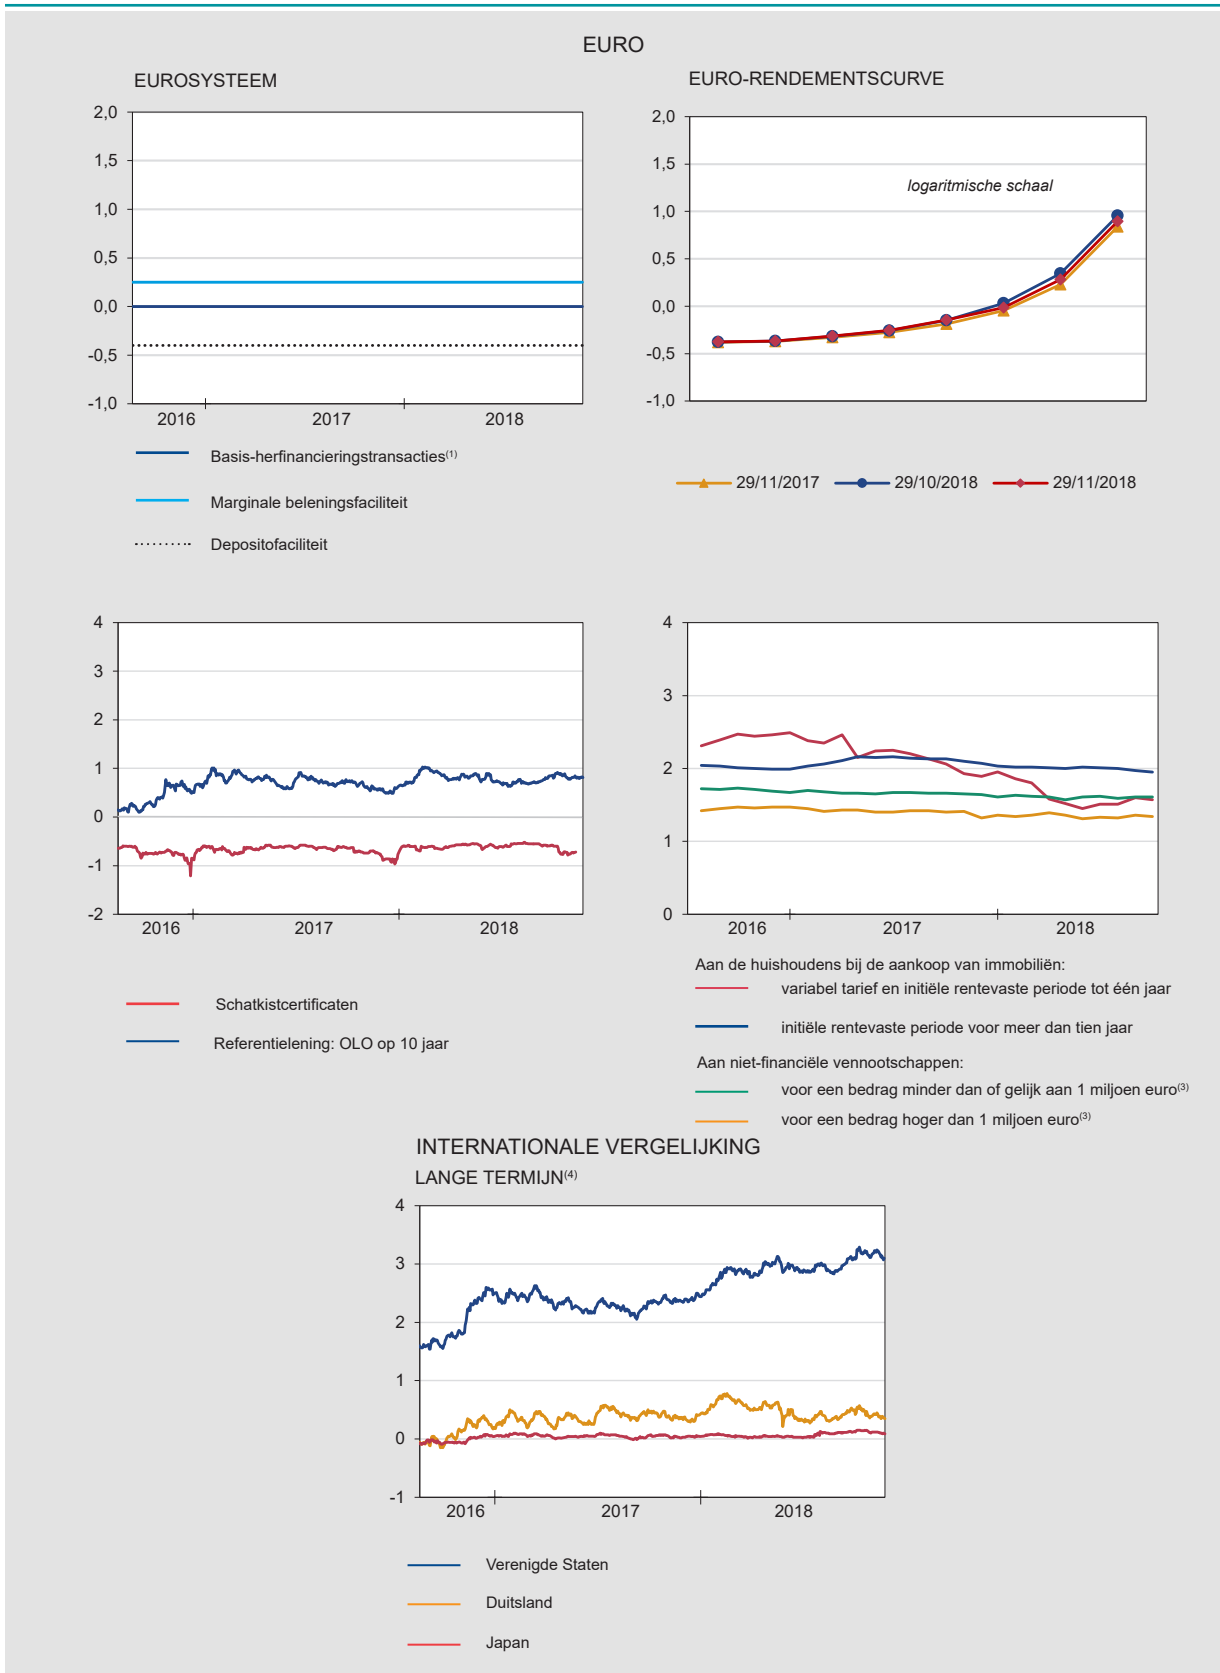 EURO
EUROSYSTEEM
2,0
1,5
1,0
0,5
0,0
-0,5
-1,0
2016 2017 2018
Basis-herfinancieringstransacties(1)
Marginale beleningsfaciliteit
Depositofaciliteit
EURO-RENDEMENTSCURVE
2,0
1,5
1,0
0,5
0,0
-0,5
-1,0
logaritmische schaal
29/11/2017 29/10/2018 29/11/2018
4
3
2
1
0
-1
-2
2016 2017 2018
Schatkistcertificaten
Referentielening: OLO op 10 jaar
4
3
2
1
0
2016 2017 2018
Aan de huishoudens bij de aankoop van immobiliën:
variabel tarief en initiële rentevaste periode tot één jaar
initiële rentevaste periode voor meer dan tien jaar
Aan niet-financiële vennootschappen:
voor een bedrag minder dan of gelijk aan 1 miljoen euro(3)
voor een bedrag hoger dan 1 miljoen euro(3)
INTERNATIONALE VERGELIJKING
LANGE TERMIJN(4)
4
3
2
1
0
-1
2016 2017 2018
Verenigde Staten
Duitsland
Japan